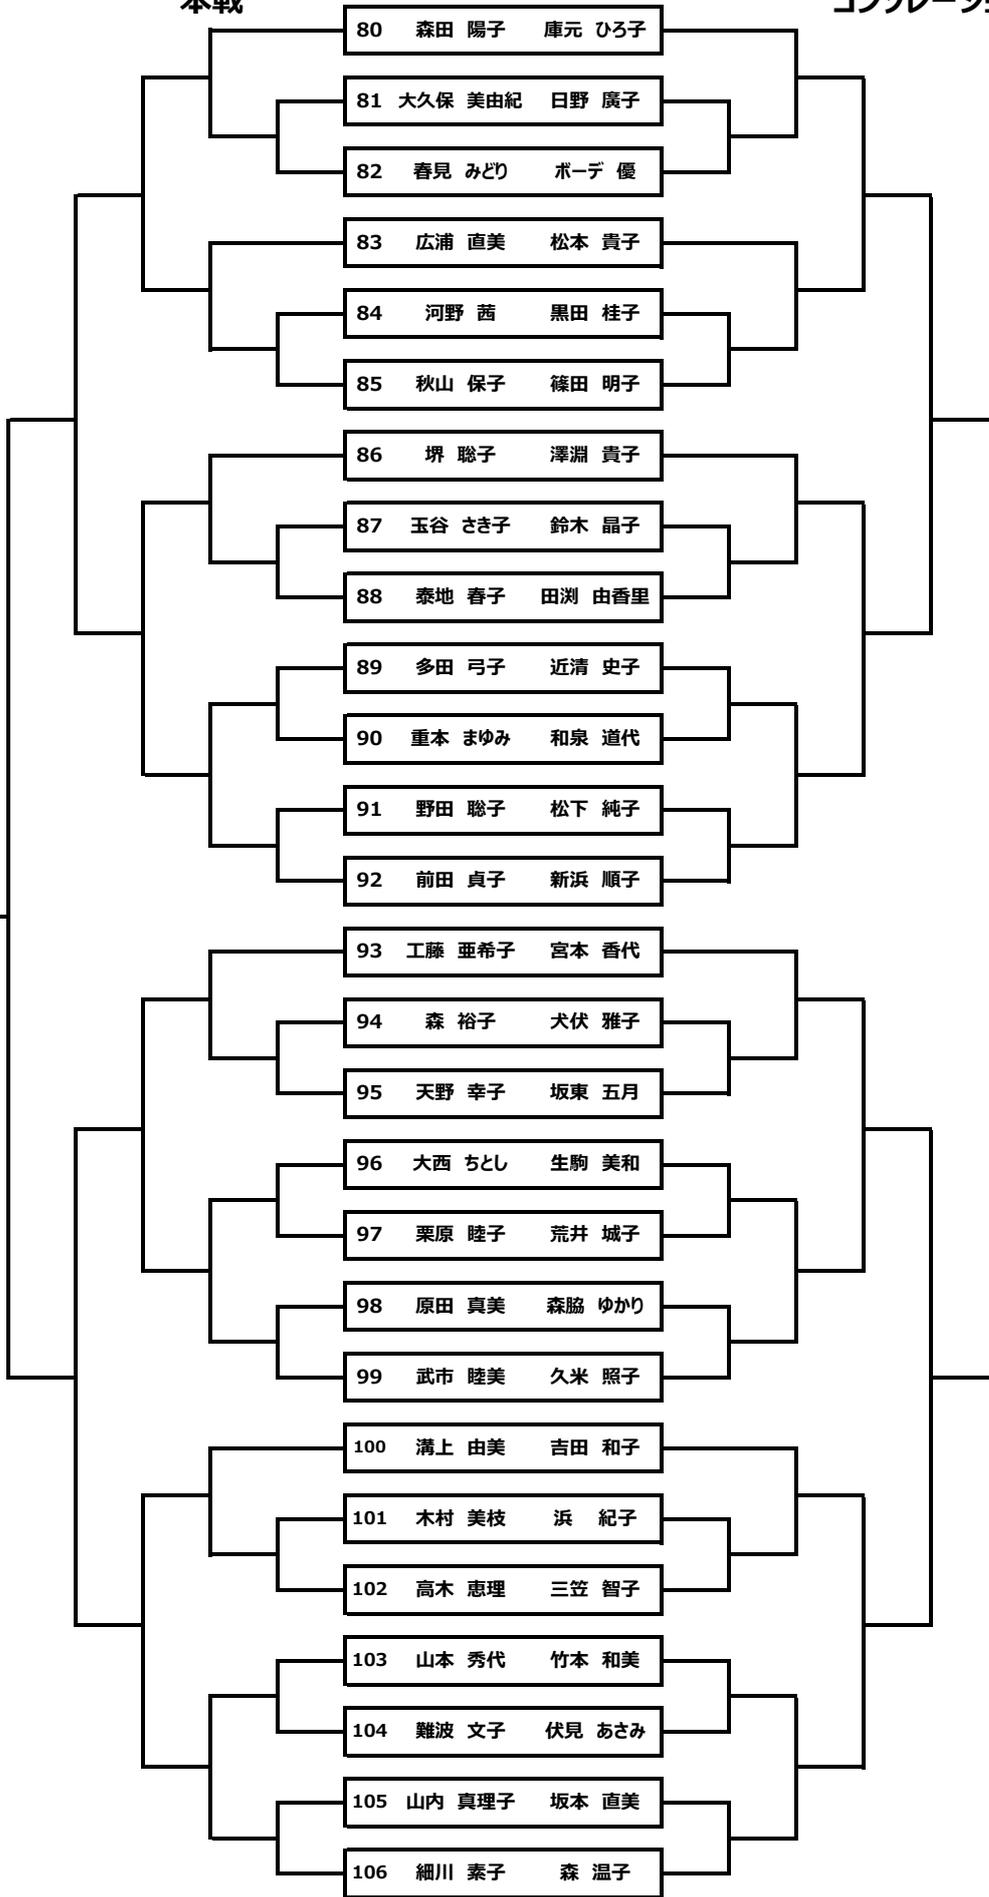 本戦 コンソレーショ
80 森田 陽子 庫元 ひろ子
81 大久保 美由紀 日野 廣子
82 春見 みどり ボーデ 優
83 広浦 直美 松本 貴子
84 河野 茜 黒田 桂子
85 秋山 保子 篠田 明子
86 堺 聡子 澤淵 貴子
87 玉谷 さき子 鈴木 晶子
88 泰地 春子 田渕 由香里
89 多田 弓子 近清 史子
90 重本 まゆみ 和泉 道代
91 野田 聡子 松下 純子
92 前田 貞子 新浜 順子
93 工藤 亜希子 宮本 香代
94 森 裕子 犬伏 雅子
95 天野 幸子 坂東 五月
96 大西 ちとし 生駒 美和
97 栗原 睦子 荒井 城子
98 原田 真美 森脇 ゆかり
99 武市 睦美 久米 照子
100 溝上 由美 吉田 和子
101 木村 美枝 浜 紀子
102 高木 恵理 三笠 智子
103 山本 秀代 竹本 和美
104 難波 文子 伏見 あさみ
105 山内 真理子 坂本 直美
106 細川 素子 森 温子